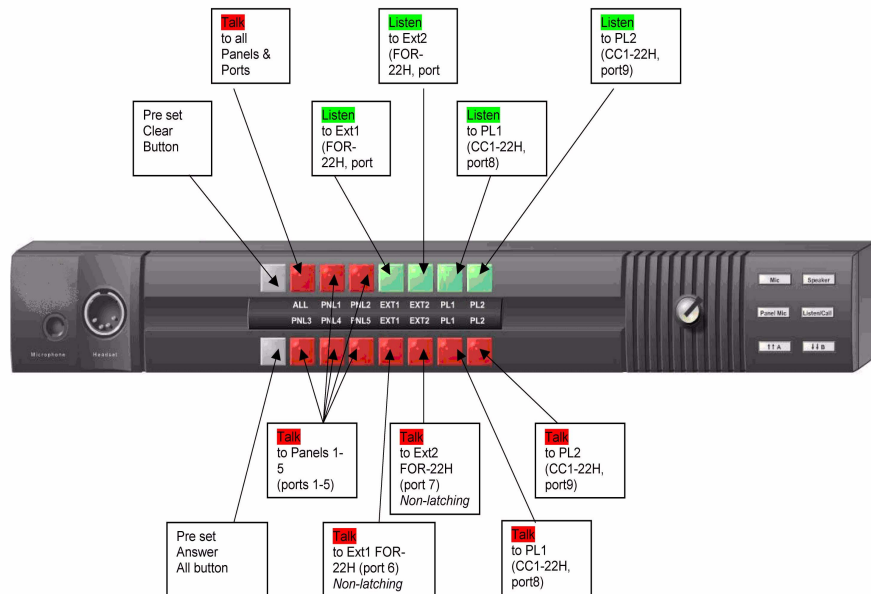 Talk
to all
Panels &
Ports
Listen
to Ext2
(FOR-
22H, port
Listen
to PL2
(CC1-22H,
port9)
Pre set
Clear
Button
Listen
to Ext1
(FOR-
22H, port
Listen
to PL1
(CC1-22H,
port8)
ALL PNL1 PNL2 EXT1 EXT2 PL1 PL2
PNL3 PNL4 PNL5 EXT1 EXT2 PL1 PL2
Microphone Headset
Mic Speaker
Panel Mic Listen/Call
↑↑ A ↓↓ B
Talk
to Panels 1-
5
(ports 1-5)
Talk
to Ext2
FOR-22H
(port 7)
Non-latching
Talk
to PL2
(CC1-22H,
port9)
Pre set
Answer
All button
Talk
to Ext1 FOR-
22H (port 6)
Non-latching
Talk
to PL1
(CC1-22H,
port8)